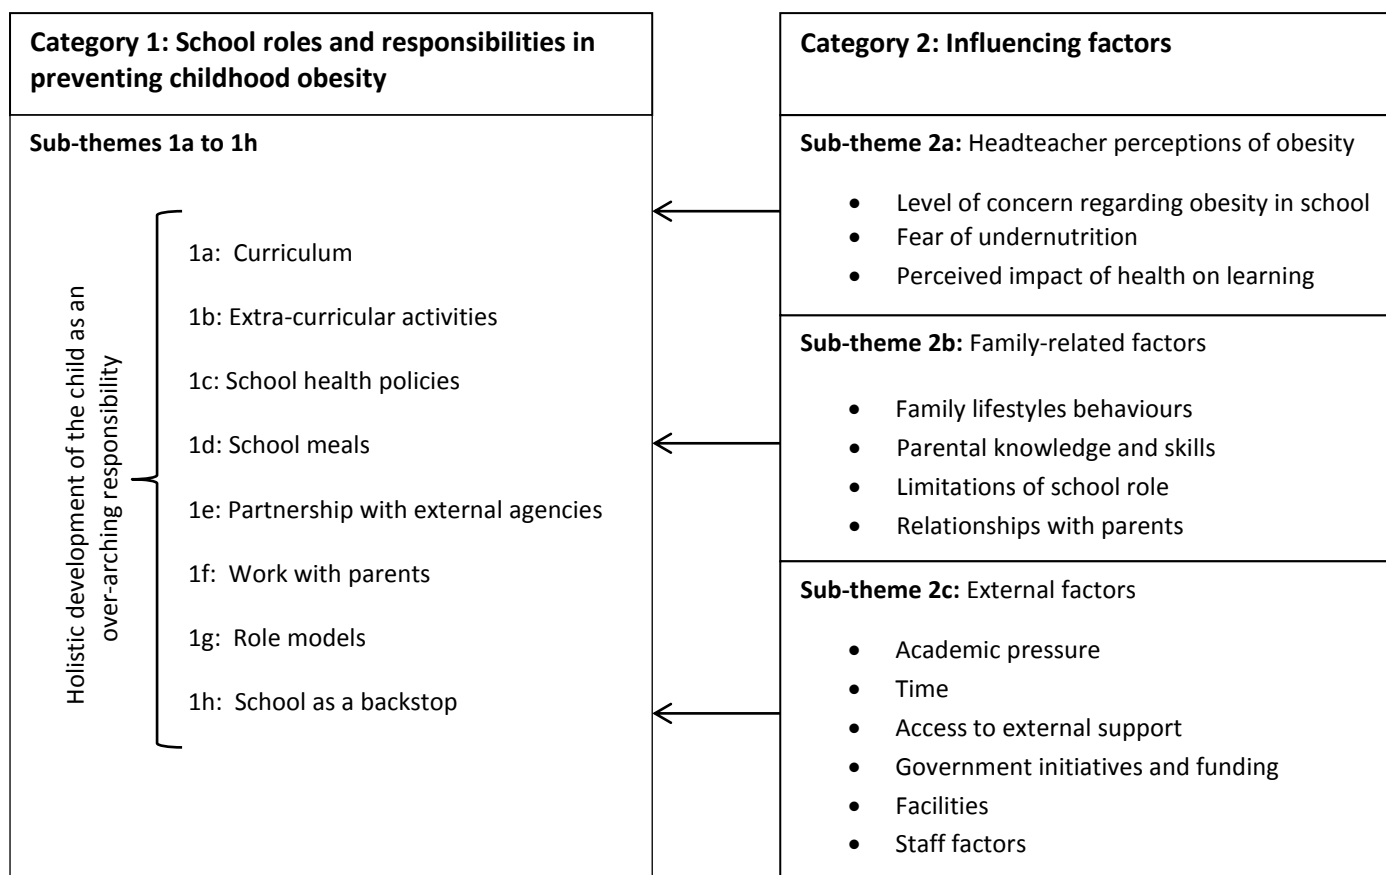 Category 1: School roles and responsibilities in
preventing childhood obesity
Sub-themes 1a to 1h
Holistic development of the child as an
over-arching responsibility
1a: Curriculum
1b: Extra-curricular activities
1c: School health policies
1d: School meals
1e: Partnership with external agencies
1f: Work with parents
1g: Role models
1h: School as a backstop
Category 2: Influencing factors
Sub-theme 2a: Headteacher perceptions of obesity
• Level of concern regarding obesity in school
• Fear of undernutrition
• Perceived impact of health on learning
Sub-theme 2b: Family-related factors
• Family lifestyles behaviours
• Parental knowledge and skills
• Limitations of school role
• Relationships with parents
Sub-theme 2c: External factors
• Academic pressure
• Time
• Access to external support
• Government initiatives and funding
• Facilities
• Staff factors